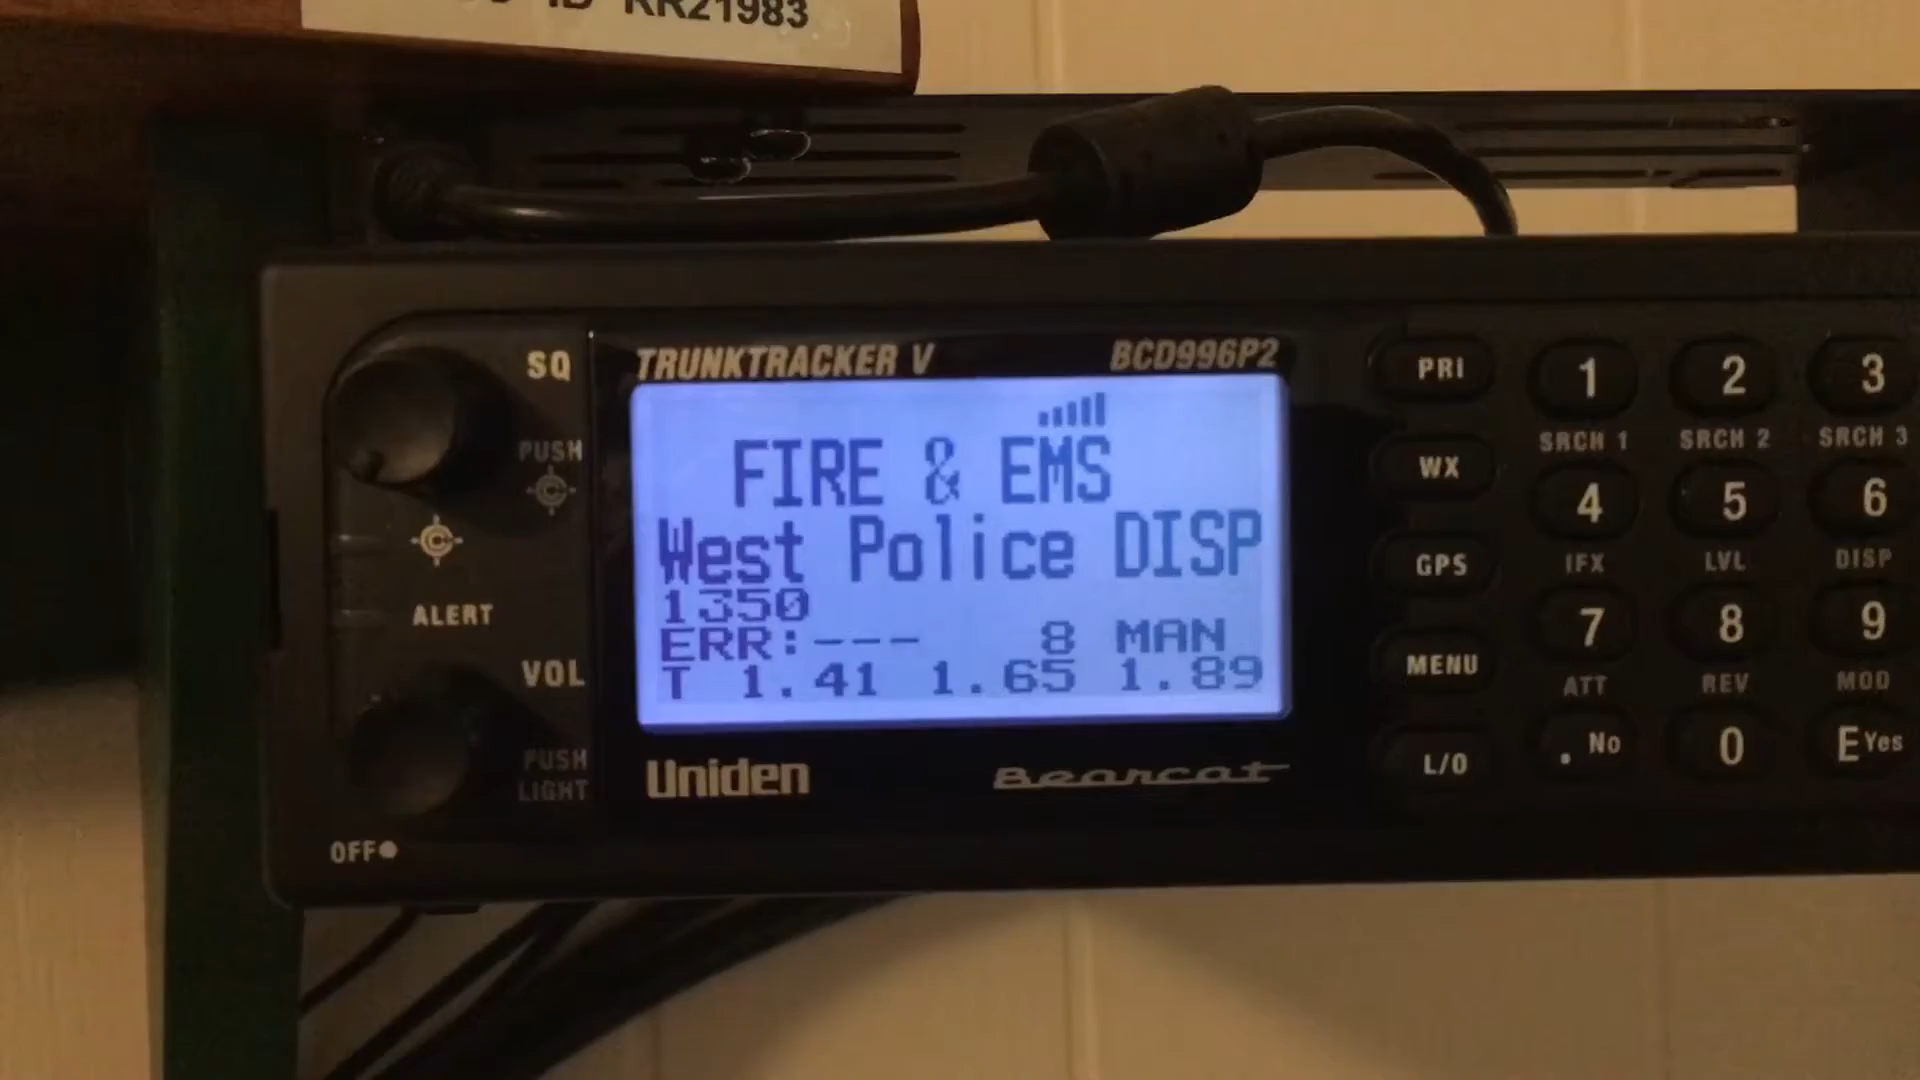 ID KR21983
SQ
PUSH
ALERT
VOL
PUSH
LIGHT
OFF
TRUNKTRACKER V
BCD996P2
FIRE & EMS
West Police DISP
1350
ERR:--- 8 MAN
T 1.41 1.65 1.89
Uniden
Bearcat
PRI
WX
GPS
MENU
L/O
1 2 3
SRCH 1 SRCH 2 SRCH 3
4 5 6
IFX LVL DISP
7 8 9
ATT REV MOD
. No 0 E Yes